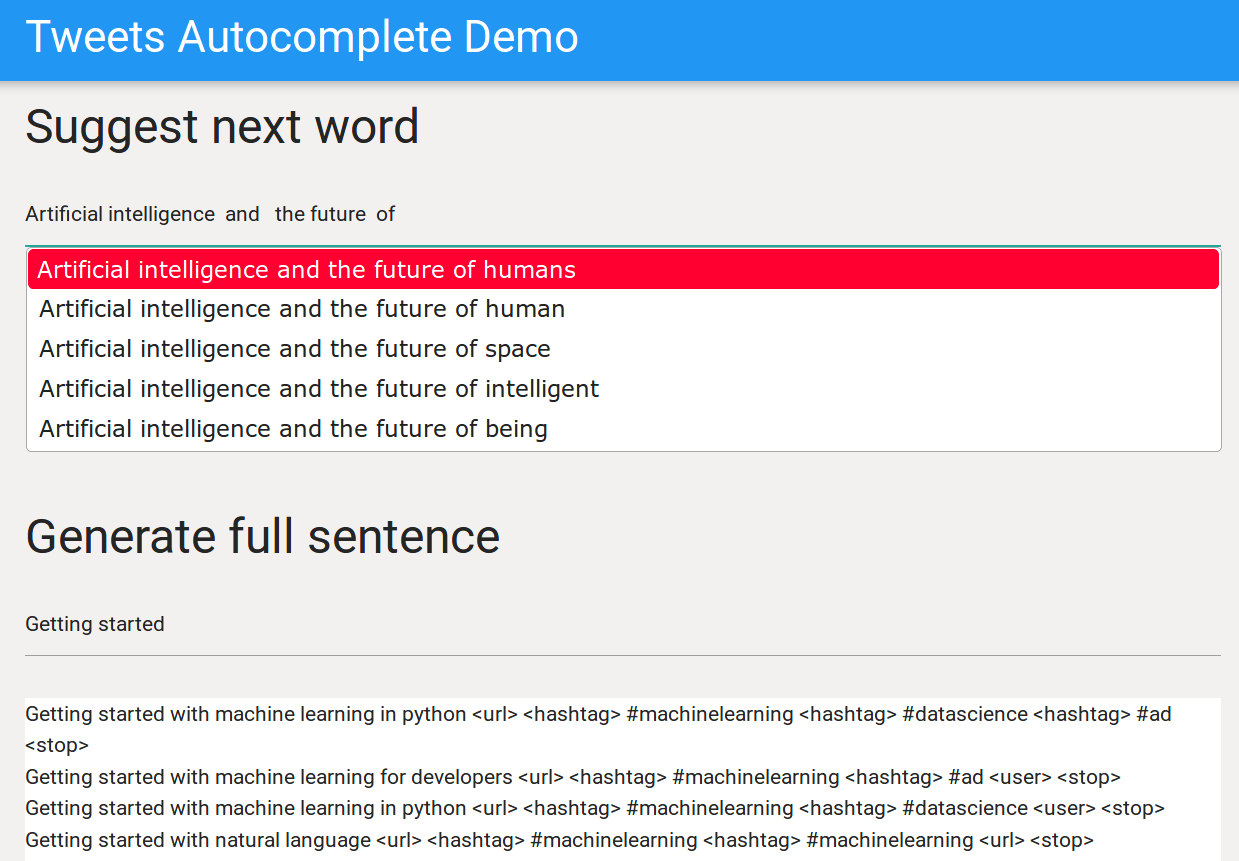 Tweets Autocomplete Demo
Suggest next word
Artificial intelligence and the future of
Artificial intelligence and the future of humans
Artificial intelligence and the future of human
Artificial intelligence and the future of space
Artificial intelligence and the future of intelligent
Artificial intelligence and the future of being
Generate full sentence
Getting started
Getting started with machine learning in python <url> <hashtag> #machinelearning <hashtag> #datascience <hashtag> #ad
<stop>
Getting started with machine learning for developers <url> <hashtag> #machinelearning <hashtag> #ad <user> <stop>
Getting started with machine learning in python <url> <hashtag> #machinelearning <hashtag> #datascience <user> <stop>
Getting started with natural language <url> <hashtag> #machinelearning <hashtag> #machinelearning <url> <stop>